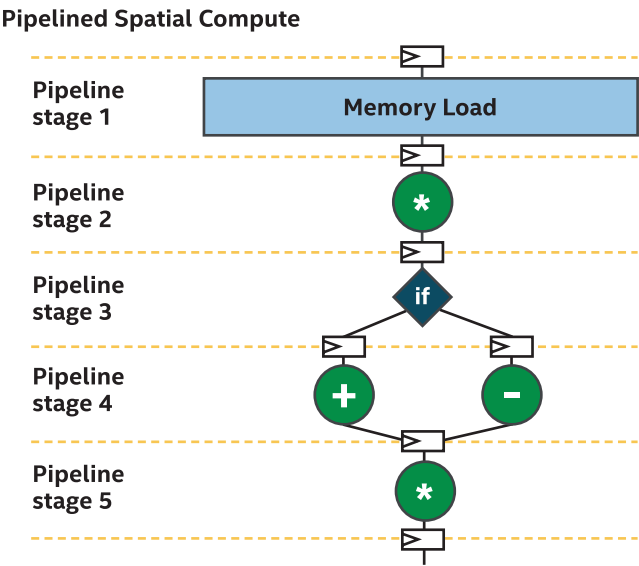 Pipelined Spatial Compute
Pipeline
stage 1
Memory Load
Pipeline
stage 2
*
Pipeline
stage 3
if
Pipeline
stage 4
+
-
Pipeline
stage 5
*